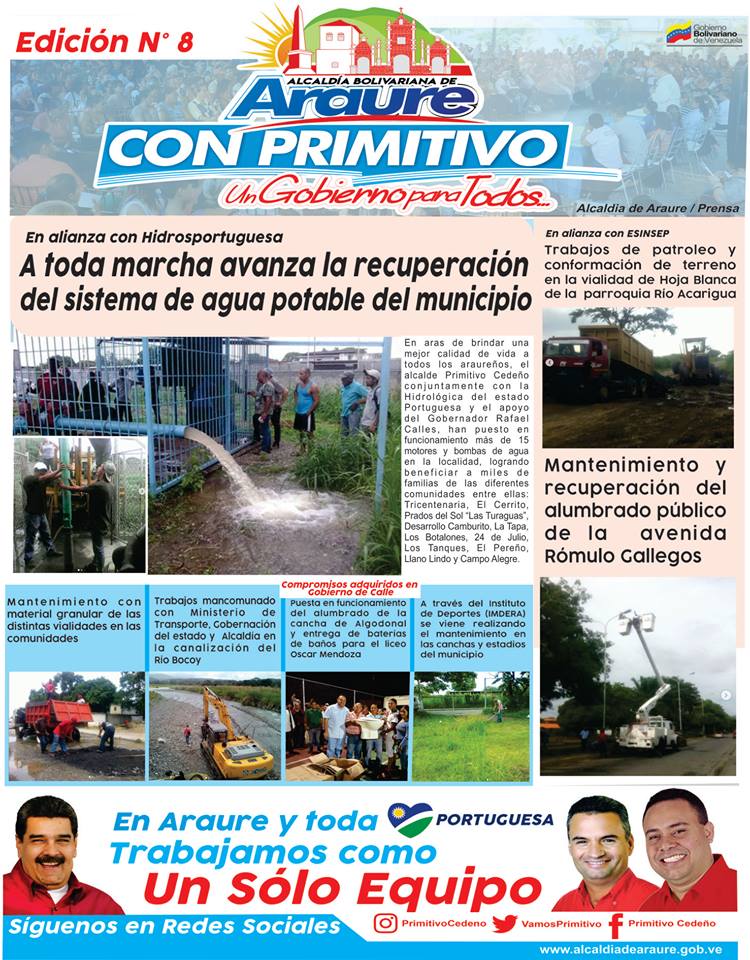 Edición N° 8
Gobierno
Bolivariano
de Venezuela
ALCALDÍA BOLIVARIANA DE
Araure
CON PRIMITIVO
Un Gobierno para Todos...
Alcaldia de Araure / Prensa
En alianza con Hidrosportuguesa
A toda marcha avanza la recuperación
del sistema de agua potable del municipio
En aras de brindar una
mejor calidad de vida a
todos los araureños, el
alcalde Primitivo Cedeño
conjuntamente con la
Hidrológica del estado
Portuguesa y el apoyo
del Gobernador Rafael
Calles, han puesto en
funcionamiento más de 15
motores y bombas de agua
en la localidad, logrando
beneficiar a miles de
familias de las diferentes
comunidades entre ellas:
Tricentenaria, El Cerrito,
Prados del Sol “Las Turaguas”,
Desarrollo Camburito, La Tapa,
Los Botalones, 24 de Julio,
Los Tanques, El Pereño,
Llano Lindo y Campo Alegre.
En alianza con ESINSEP
Trabajos de patroleo y
conformación de terreno
en la vialidad de Hoja Blanca
de la parroquia Río Acarigua
Mantenimiento y
recuperación del
alumbrado público
de la avenida
Rómulo Gallegos
Compromisos adquiridos en
Gobierno de Calle
Mantenimiento con
material granular de las
distintas vialidades en las
comunidades
Trabajos mancomunado con
Ministerio de
Transporte, Gobernación
del estado y Alcaldía en
la canalización del
Río Bocoy
Puesta en funcionamiento
del alumbrado de la
cancha de Algodonal
y entrega de baterías
de baños para el liceo
Oscar Mendoza
A través del Instituto
de Deportes (IMDERA)
se viene realizando
el mantenimiento en
las canchas y estadios
del municipio
En Araure y toda PORTUGUESA
Trabajamos como
Un Sólo Equipo
Síguenos en Redes Sociales
PrimitivoCedeno
VamosPrimitivo
Primitivo Cedeño
www.alcaldiadearaure.gob.ve